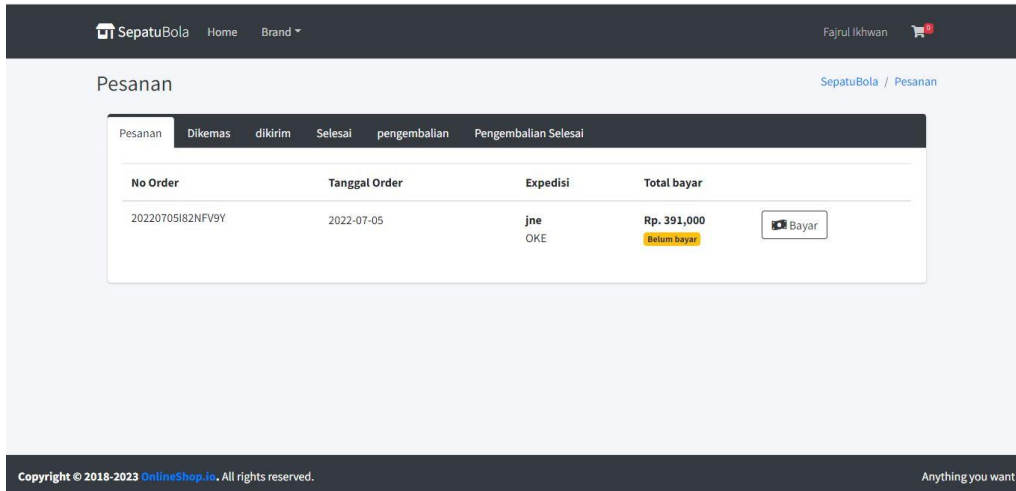 SepatuBola Home Brand Fajrul Ikhwan 0
Pesanan SepatuBola / Pesanan
Pesanan Dikemas dikirim Selesai pengembalian Pengembalian Selesai
No Order Tanggal Order Expedisi Total bayar
20220705I82NFV9Y 2022-07-05 jne Rp. 391,000 Bayar
OKE Belum bayar
Copyright © 2018-2023 OnlineShop.io. All rights reserved. Anything you want